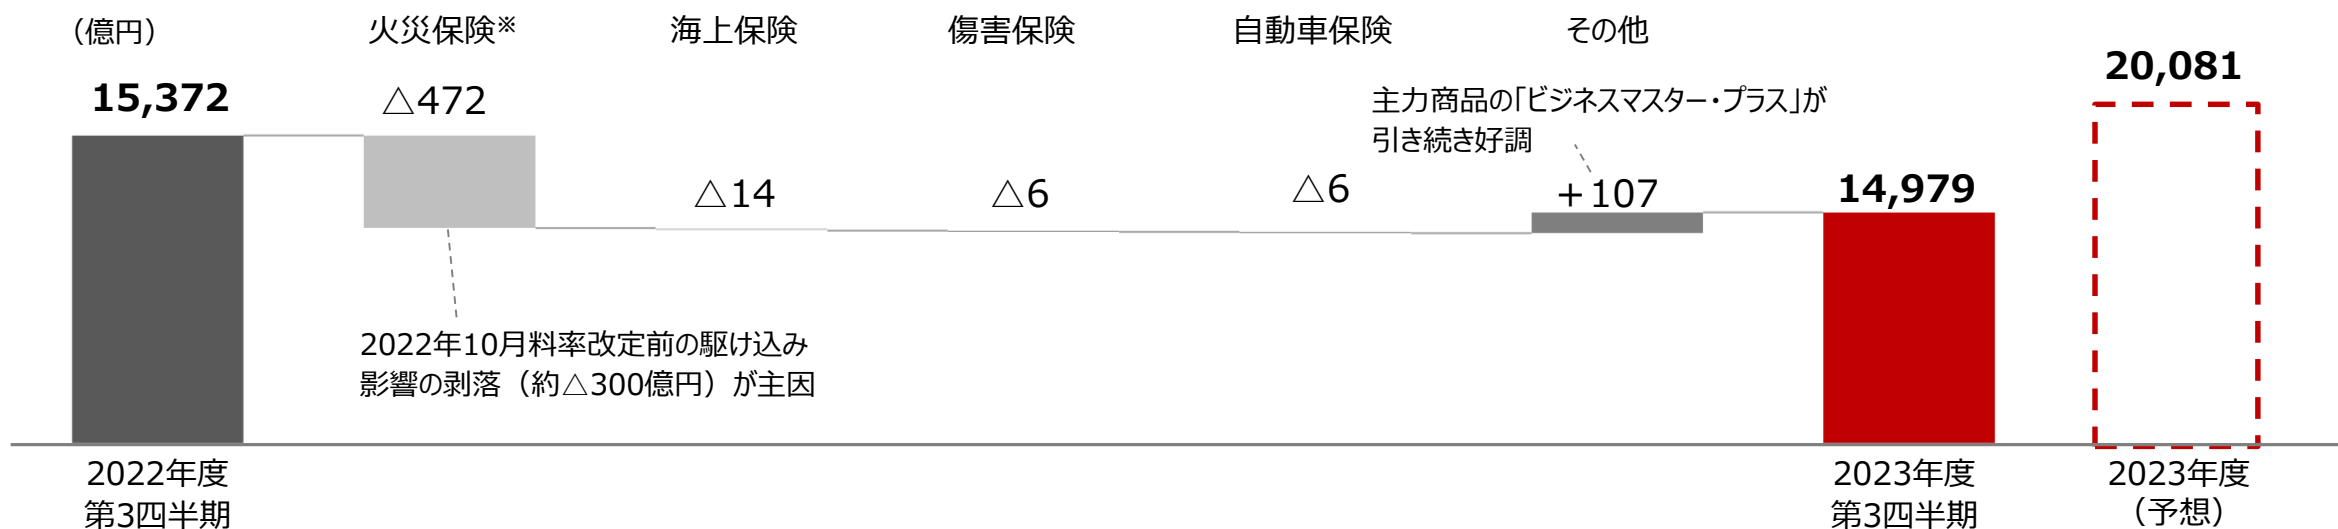 （億円）
火災保険※
海上保険
傷害保険
自動車保険
その他
15,372
△472
△14
△6
△6
＋107
14,979
20,081
主力商品の「ビジネスマスター・プラス」が
引き続き好調
2022年10月料率改定前の駆け込み
影響の剥落（約△300億円）が主因
2022年度
第3四半期
2023年度
第3四半期
2023年度
（予想）